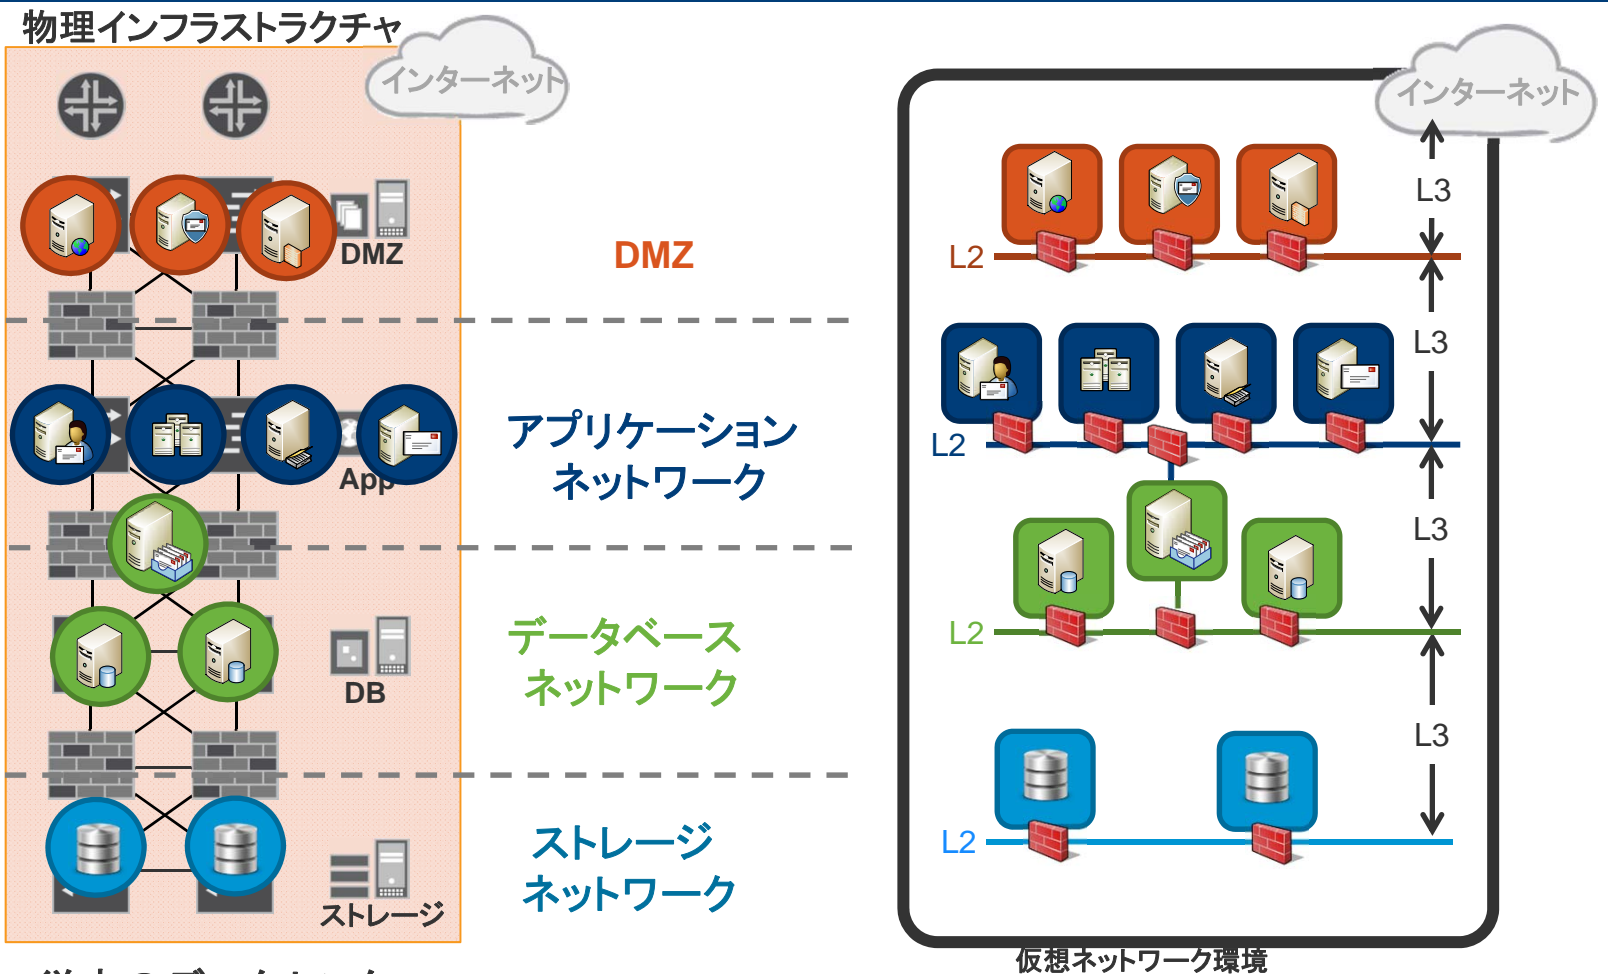 物理インフラストラクチャ
インターネット
DMZ
App
DB
ストレージ
DMZ
アプリケーション
ネットワーク
データベース
ネットワーク
ストレージ
ネットワーク
インターネット
L3
L2
L3
L2
L3
L2
L3
L2
仮想ネットワーク環境